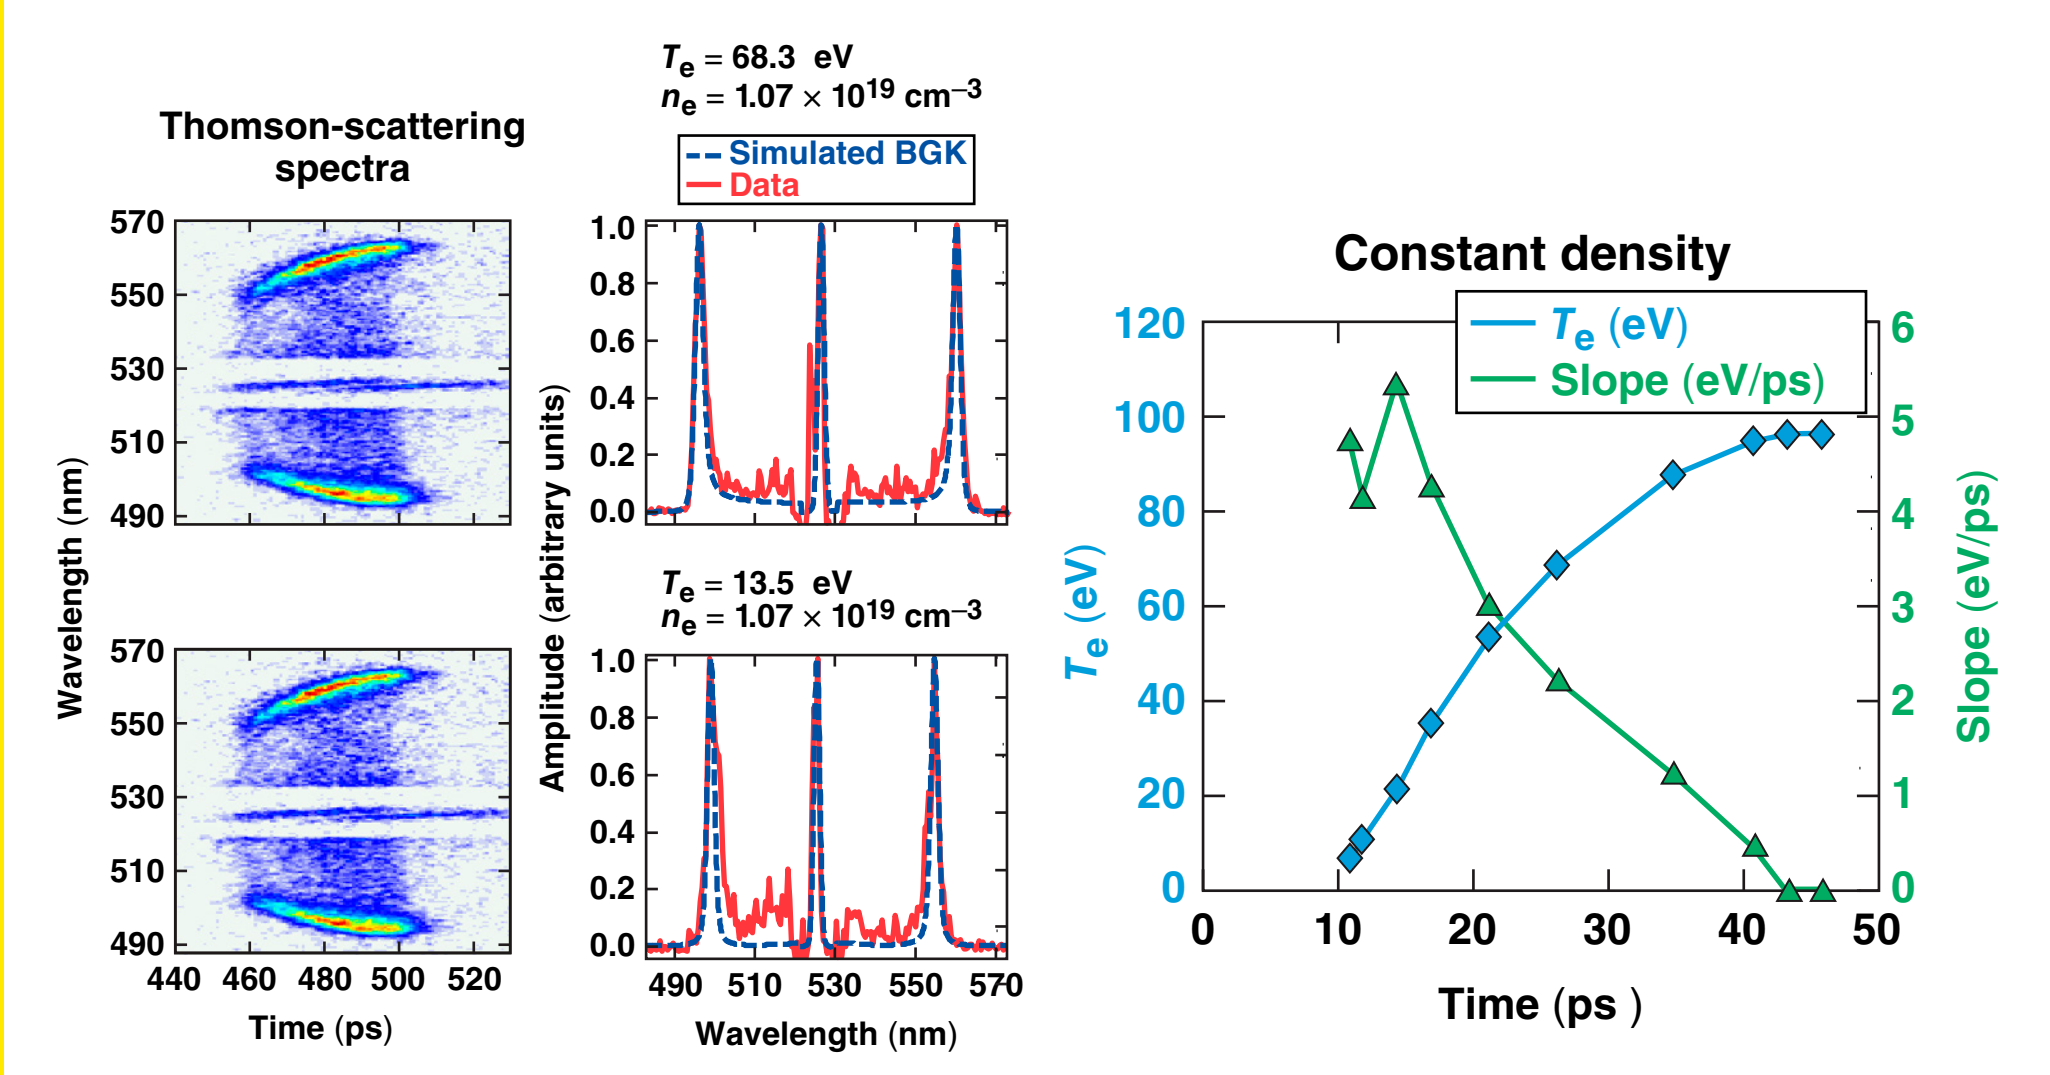 Thomson-scattering
spectra
570
550
530
510
490
570
550
530
510
490
440 460 480 500 520
Wavelength (nm)
Time (ps)
Te = 68.3 eV
ne = 1.07 × 10^19 cm^–3
Simulated BGK
Data
1.0
0.8
0.6
0.4
0.2
0.0
Te = 13.5 eV
ne = 1.07 × 10^19 cm^–3
1.0
0.8
0.6
0.4
0.2
0.0
490 510 530 550 570
Amplitude (arbitrary units)
Wavelength (nm)
Constant density
Te (eV)
Slope (eV/ps)
120
100
80
60
40
20
0
Te (eV)
6
5
4
3
2
1
0
Slope (eV/ps)
0 10 20 30 40 50
Time (ps )